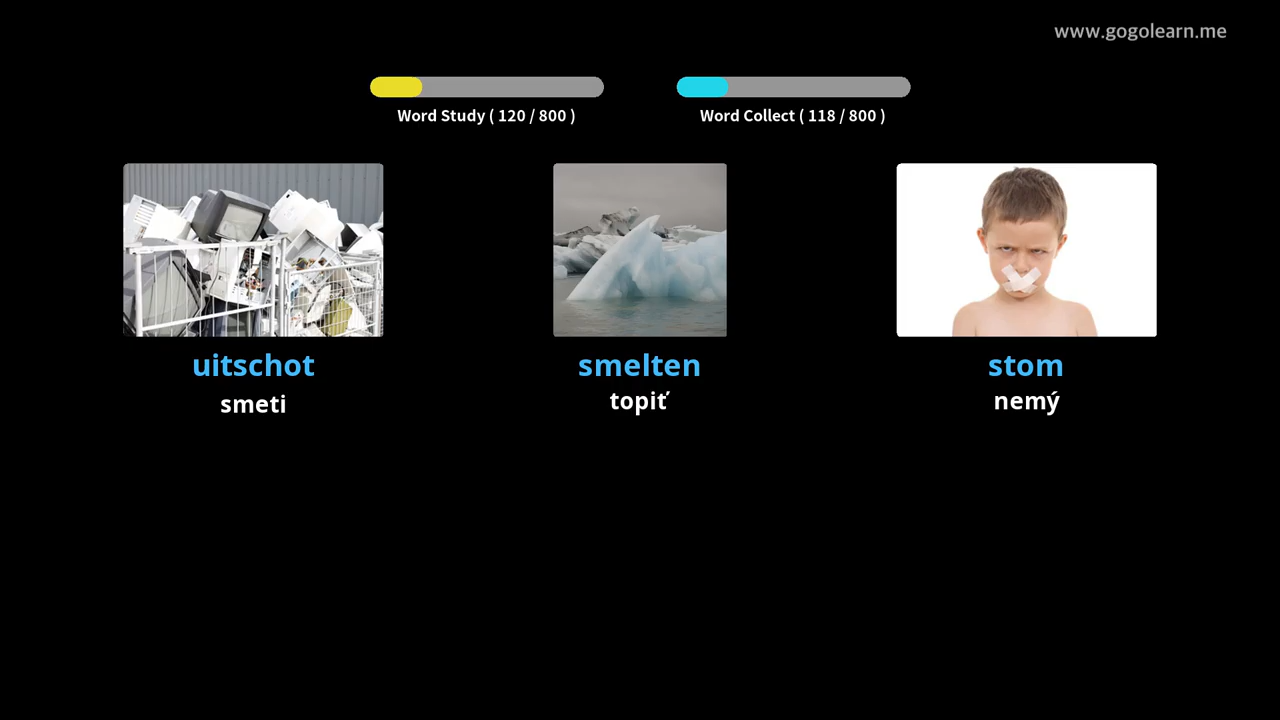 www.gogolearn.me
Word Study ( 120 / 800 )
Word Collect ( 118 / 800 )
uitschot
smelten
stom
smeti
topiť
nemý